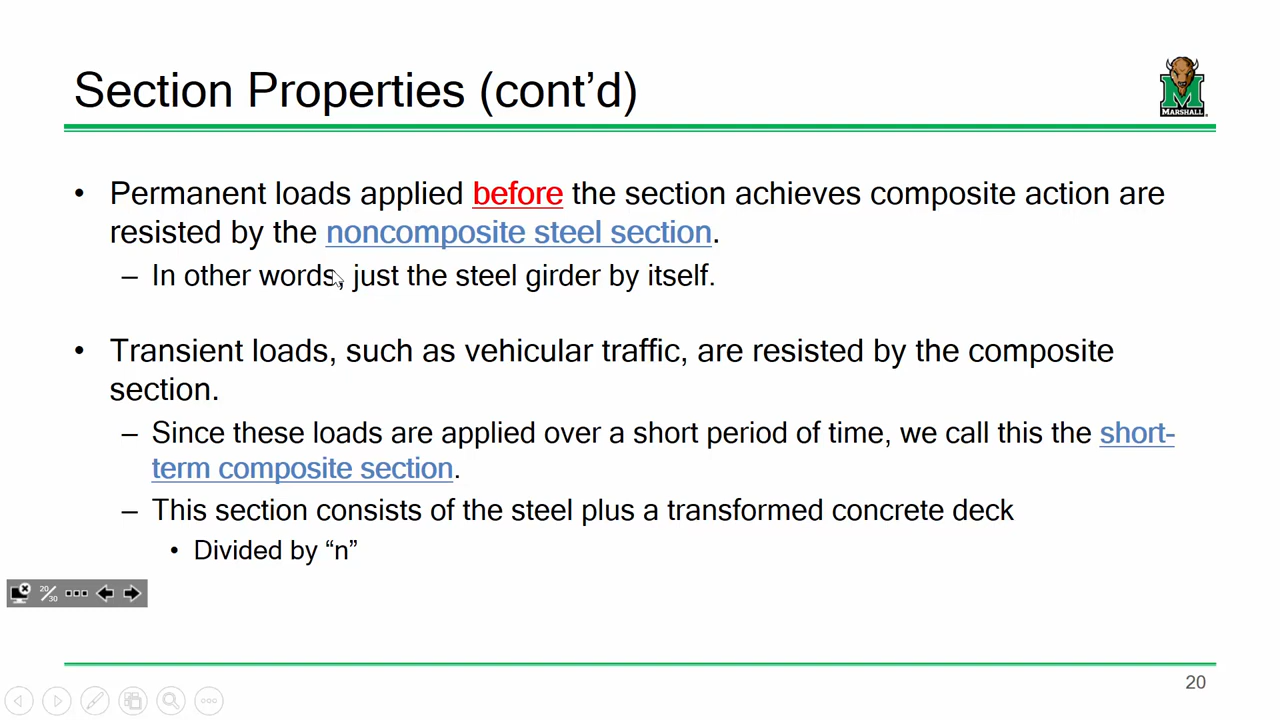 Section Properties (cont’d)
MARSHALL
• Permanent loads applied before the section achieves composite action are
resisted by the noncomposite steel section.
– In other words, just the steel girder by itself.
• Transient loads, such as vehicular traffic, are resisted by the composite
section.
– Since these loads are applied over a short period of time, we call this the short-
term composite section.
– This section consists of the steel plus a transformed concrete deck
• Divided by “n”
20/30
20